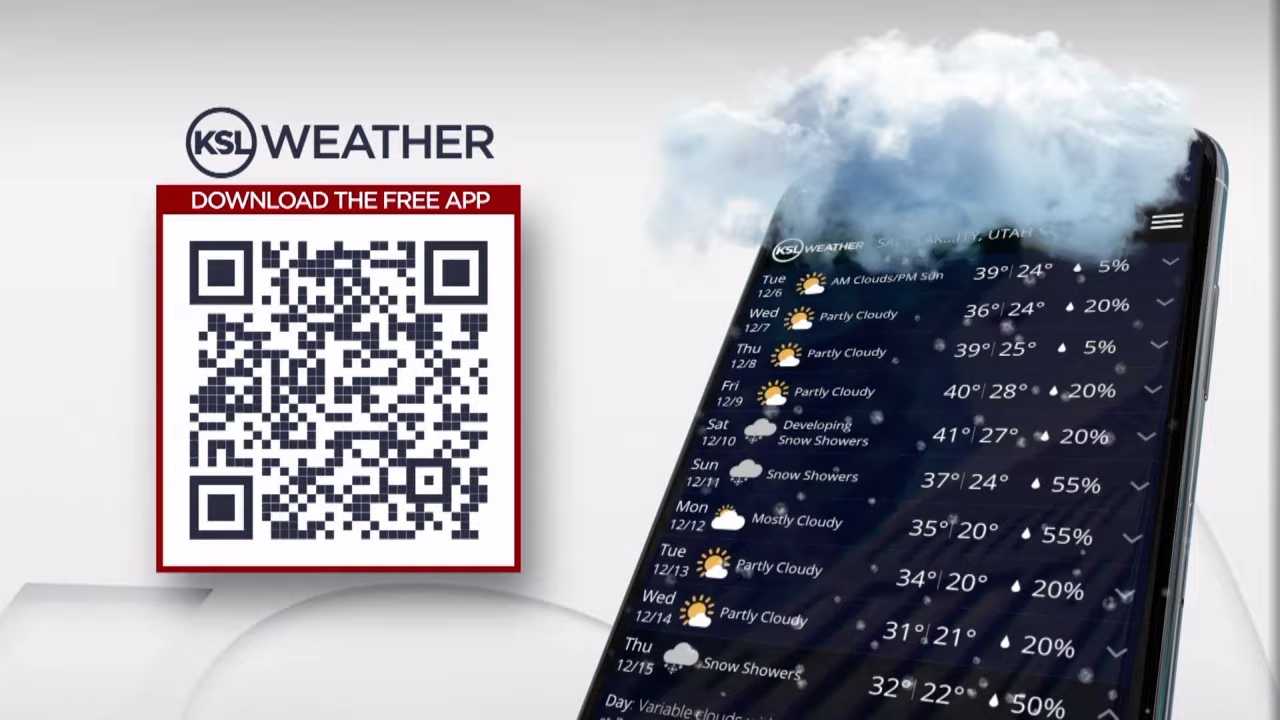 KSL WEATHER
DOWNLOAD THE FREE APP
KSL WEATHER
UTAH
Tue 12/6 AM Clouds/PM Sun 39° 24° 5%
Wed 12/7 Partly Cloudy 36° 24° 20%
Thu 12/8 Partly Cloudy 39° 25° 5%
Fri 12/9 Partly Cloudy 40° 28° 20%
Sat 12/10 Developing Snow Showers 41° 27° 20%
Sun 12/11 Snow Showers 37° 24° 55%
Mon 12/12 Mostly Cloudy 35° 20° 55%
Tue 12/13 Partly Cloudy 34° 20° 20%
Wed 12/14 Partly Cloudy 31° 21° 20%
Thu 12/15 Snow Showers 32° 22° 50%
Day: Variable clouds